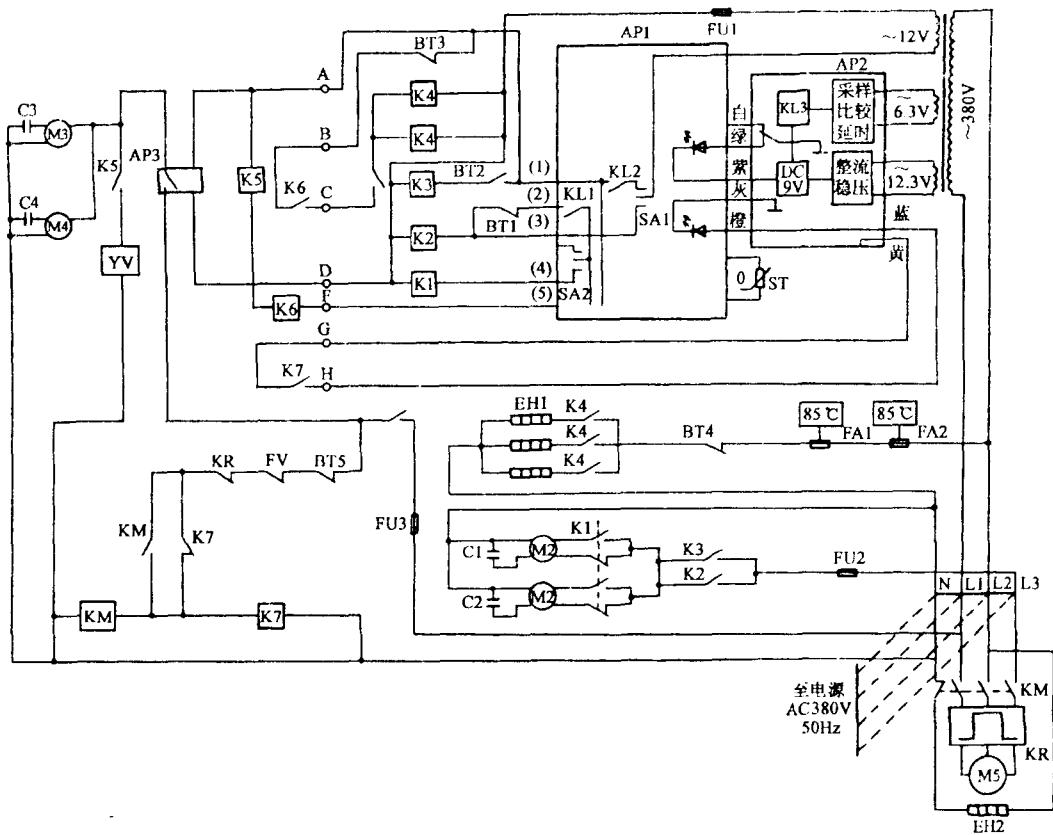 FU1
AP1
~12V
BT3
A
AP2
C3
M3
K4
KL3
采样
比较
延时
~
6.3V
~380V
白
绿
B
K4
K5
AP3
BT2
(1)
紫
DC
9V
整流
稳压
~
12.3V
K5
K3
KL2
K6
C
(2)
KL1
灰
C4
M4
BT1
(3)
SA1
橙
蓝
K2
黄
YV
D
K1
(4)
SA2
0
ST
K6
F
(5)
G
K7
H
EH1
K4
85℃
85℃
K4
BT4
FA1
FA2
KR
FV
BT5
K4
FU3
KM
K7
K1
C1
M2
K3
FU2
K2
C2
M2
N
L1
L2
L3
KM
K7
至电源
AC380V
50Hz
KM
KR
M5
EH2